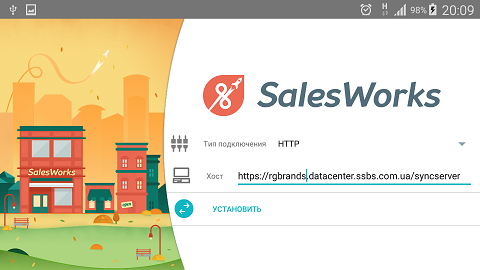 H 98% 20:09
SalesWorks
SalesWorks
Тип подключения HTTP
Хост https://rgbrands.datacenter.ssbs.com.ua/syncserver
УСТАНОВИТЬ